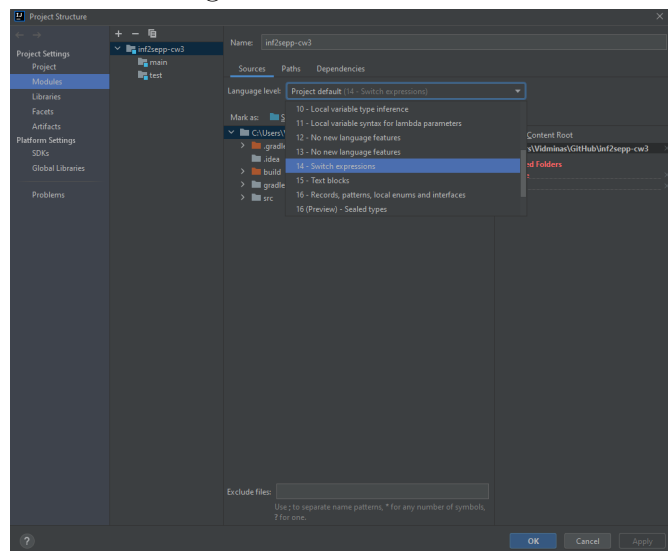 Project Structure
Project Settings
Project
Modules
Libraries
Facets
Artifacts
Platform Settings
SDKs
Global Libraries
Problems
inf2sepp-cw3
main
test
Name: inf2sepp-cw3
Sources Paths Dependencies
Language level: Project default (14 - Switch expressions)
10 - Local variable type inference
11 - Local variable syntax for lambda parameters
12 - No new language features
13 - No new language features
14 - Switch expressions
15 - Text blocks
16 - Records, patterns, local enums and interfaces
16 (Preview) - Sealed types
Mark as: S
C:\Users\
.gradle
.idea
build
gradle
src
Content Root
s\Vidminas\GitHub\inf2sepp-cw3
ed Folders
Exclude files:
Use ; to separate name patterns, * for any number of symbols,
? for one.
? OK Cancel Apply